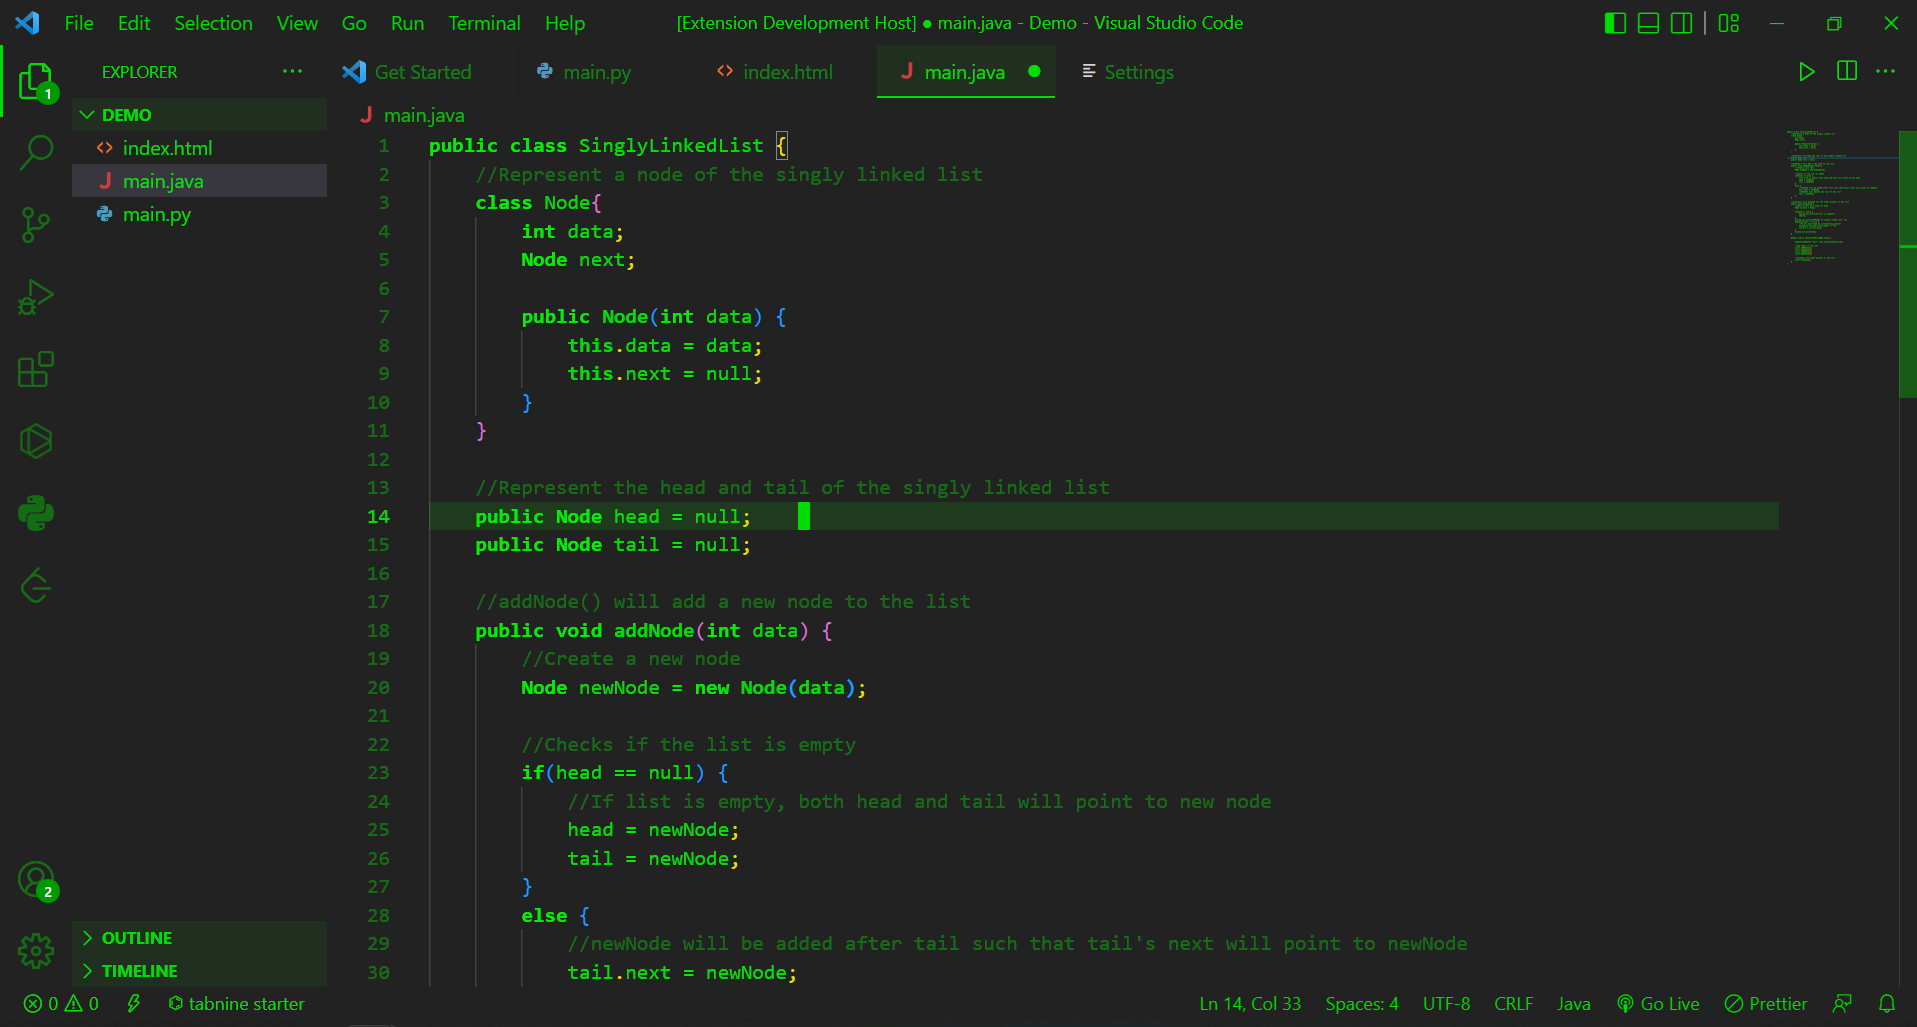 File Edit Selection View Go Run Terminal Help [Extension Development Host] ● main.java - Demo - Visual Studio Code
EXPLORER
Get Started main.py index.html main.java Settings
DEMO
index.html
main.java
main.py
main.java
1 public class SinglyLinkedList {
2 //Represent a node of the singly linked list
3 class Node{
4 int data;
5 Node next;
6
7 public Node(int data) {
8 this.data = data;
9 this.next = null;
10 }
11 }
12
13 //Represent the head and tail of the singly linked list
14 public Node head = null;
15 public Node tail = null;
16
17 //addNode() will add a new node to the list
18 public void addNode(int data) {
19 //Create a new node
20 Node newNode = new Node(data);
21
22 //Checks if the list is empty
23 if(head == null) {
24 //If list is empty, both head and tail will point to new node
25 head = newNode;
26 tail = newNode;
27 }
28 else {
29 //newNode will be added after tail such that tail's next will point to newNode
30 tail.next = newNode;
1
2
OUTLINE
TIMELINE
0 0 tabnine starter Ln 14, Col 33 Spaces: 4 UTF-8 CRLF Java Go Live Prettier